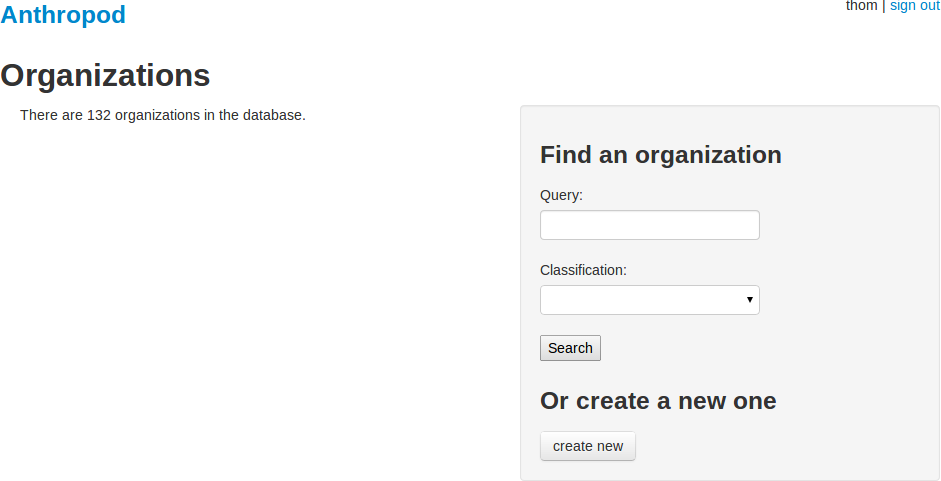 Anthropod
thom | sign out
Organizations
There are 132 organizations in the database.
Find an organization
Query:
Classification:
Search
Or create a new one
create new